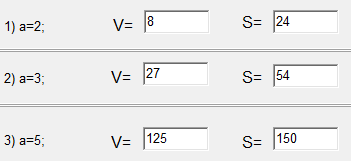 1) a=2; V= 8 S= 24
2) a=3; V= 27 S= 54
3) a=5; V= 125 S= 150